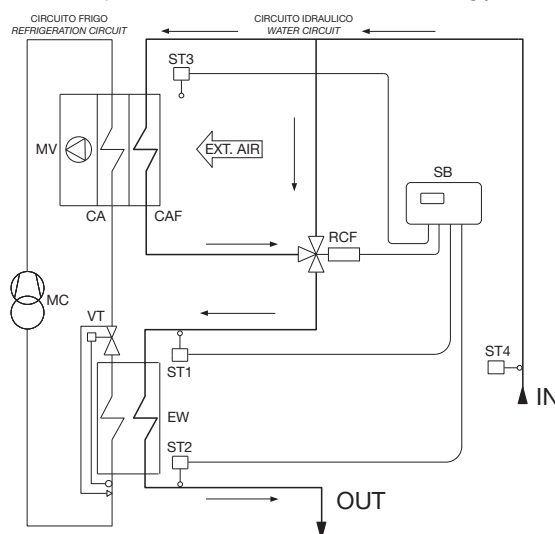 CIRCUITO FRIGO
REFRIGERATION CIRCUIT
CIRCUITO IDRAULICO
WATER CIRCUIT
ST3
MV
EXT. AIR
SB
CA
CAF
RCF
MC
VT
ST1
ST4
IN
EW
ST2
OUT